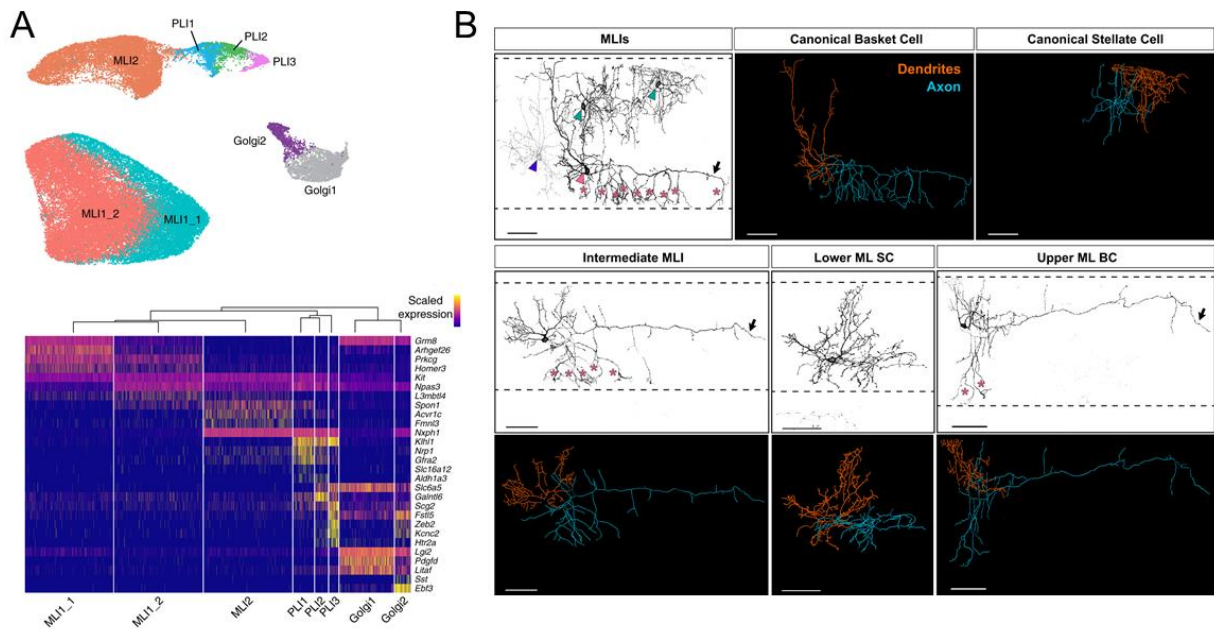 A
PLI1
PLI2
MLI2
PLI3
Golgi2
Golgi1
MLI1_2
MLI1_1
Scaled
expression
Grm8
Arhgef26
Prkcg
Homer3
Kit
Npas3
L3mbtl4
Spon1
Acvr1c
Fmnl3
Nxph1
Klhl1
Nrp1
Gfra2
Slc16a12
Aldh1a3
Slc6a5
Galntl6
Scg2
Fstl5
Zeb2
Kcnc2
Htr2a
Lgi2
Pdgfd
Litaf
Sst
Ebf3
MLI1_1
MLI1_2
MLI2
PLI1
PLI2
PLI3
Golgi1
Golgi2
B
MLIs
Canonical Basket Cell
Canonical Stellate Cell
Dendrites
Axon
Intermediate MLI
Lower ML SC
Upper ML BC